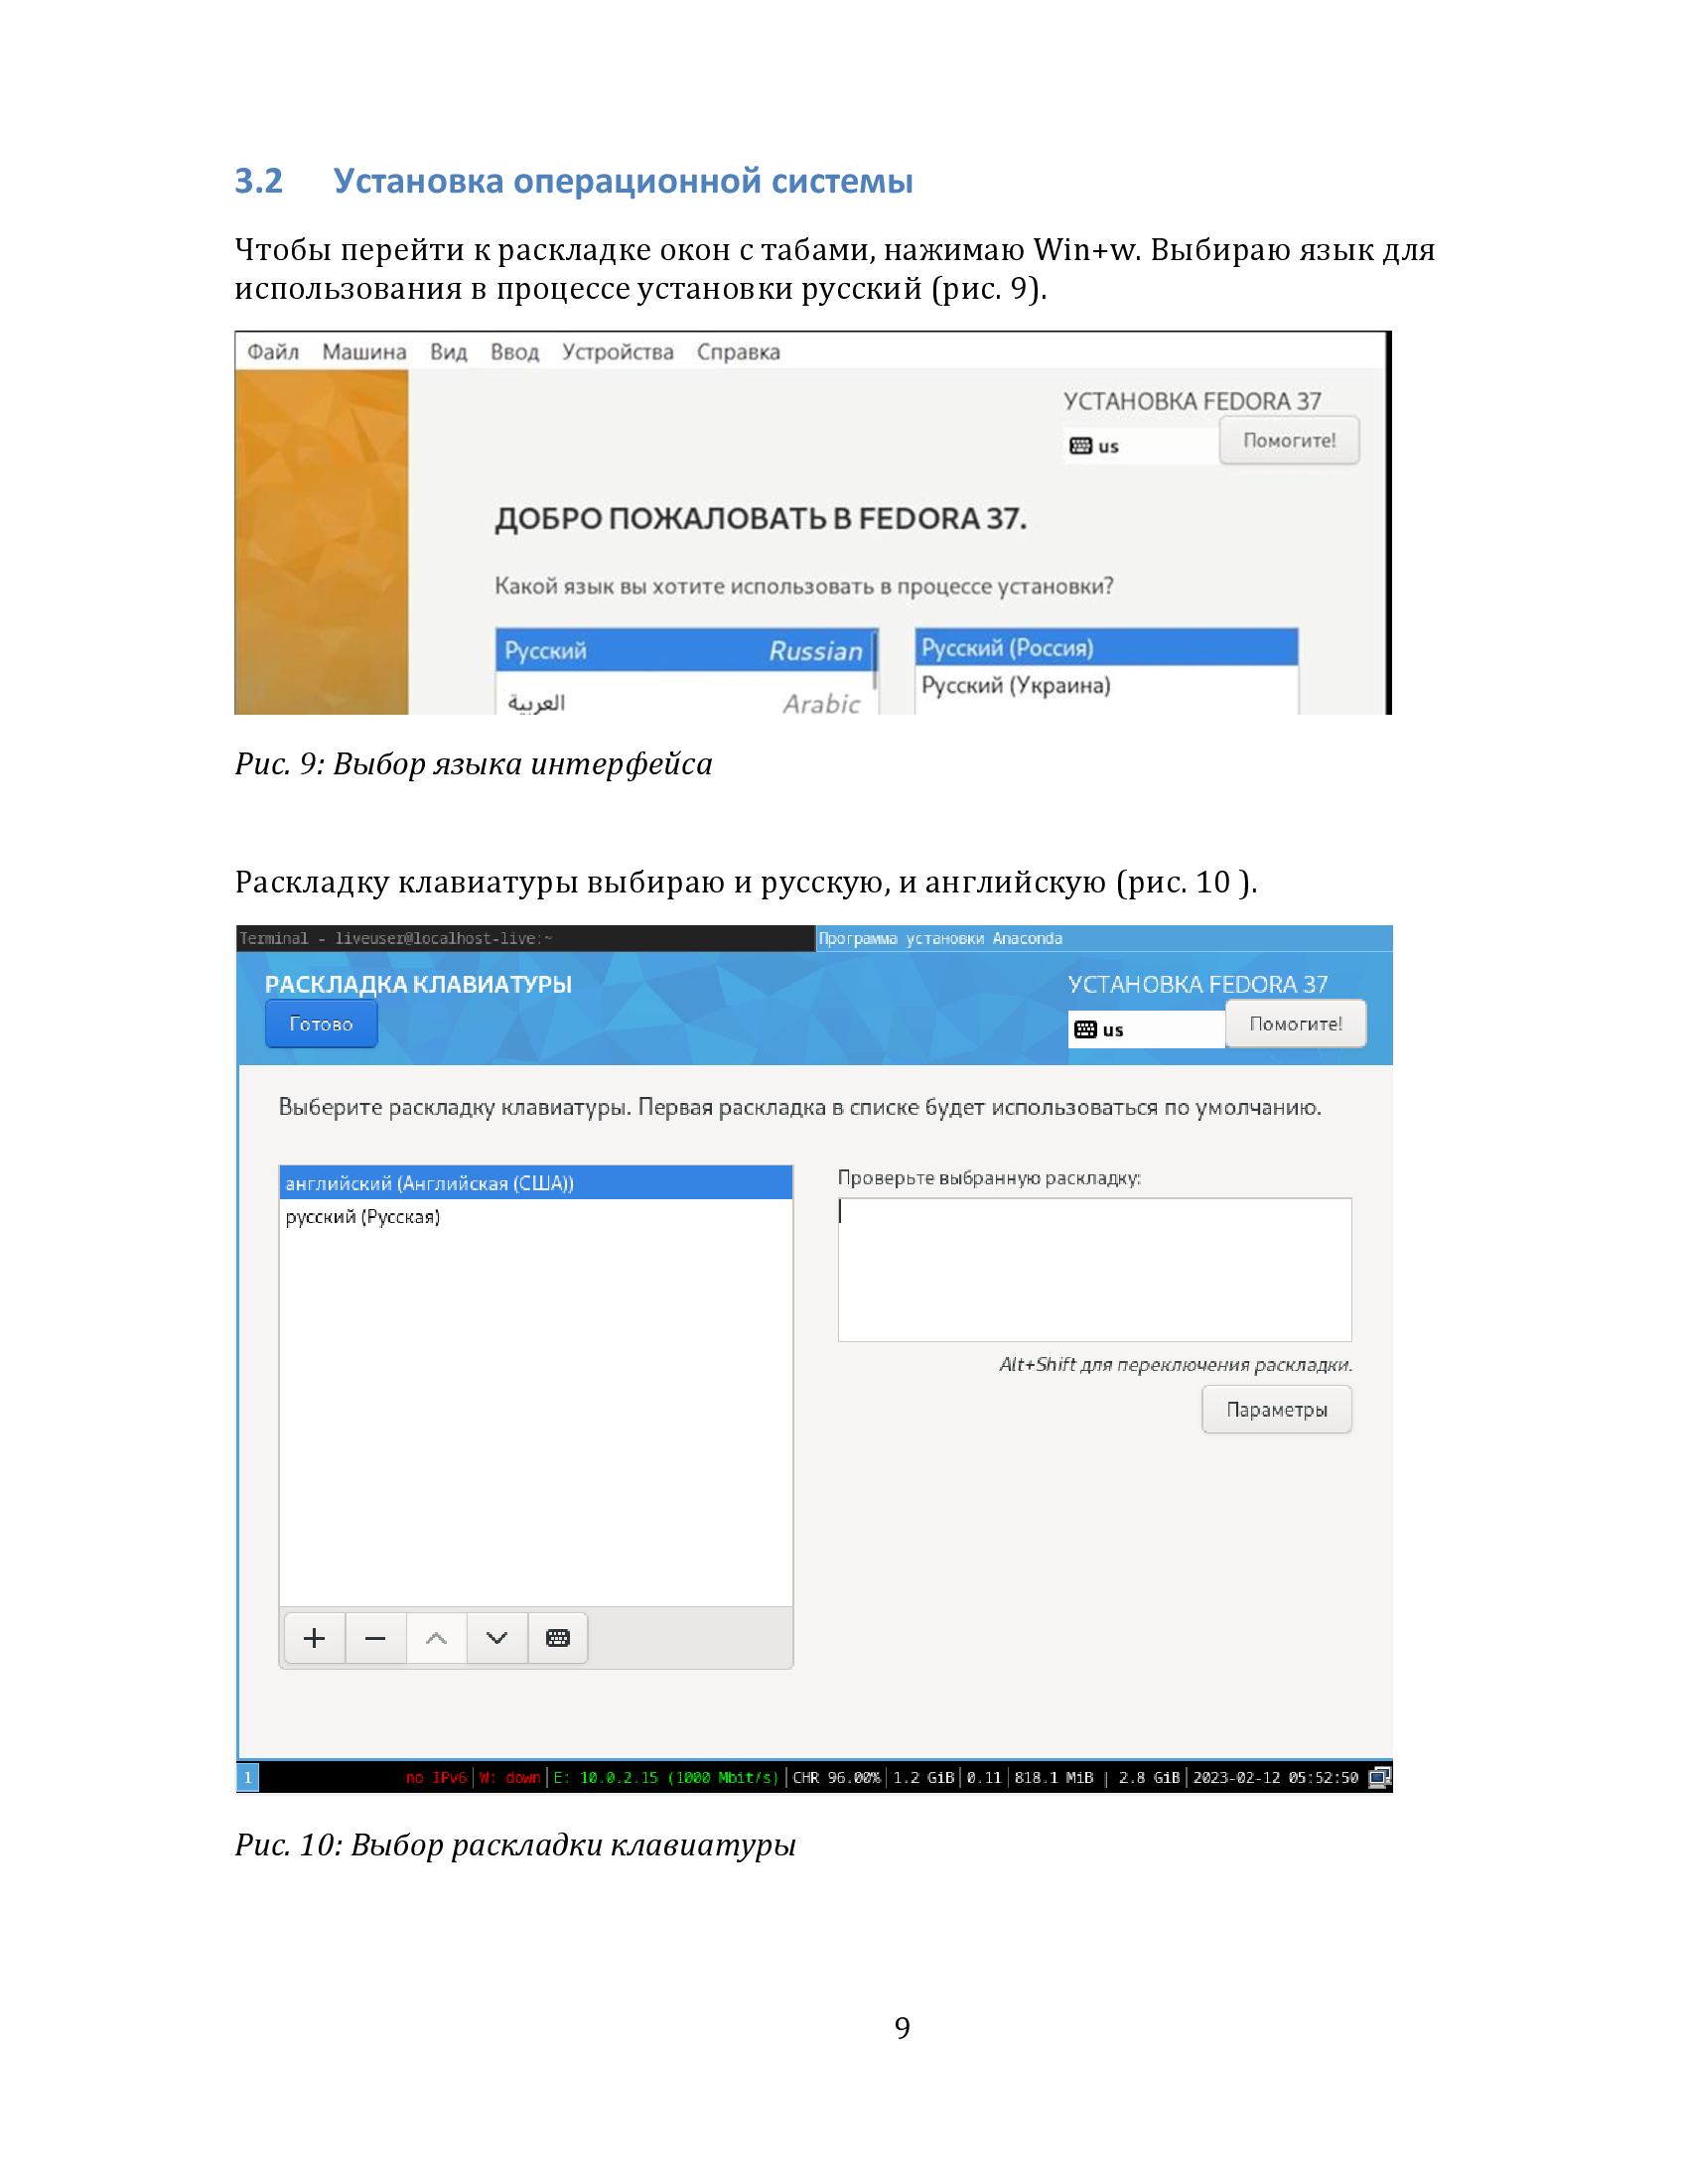 3.2 Установка операционной системы
Чтобы перейти к раскладке окон с табами, нажимаю Win+w. Выбираю язык для
использования в процессе установки русский (рис. 9).
Файл Машина Вид Ввод Устройства Справка
УСТАНОВКА FEDORA 37
us Помогите!
ДОБРО ПОЖАЛОВАТЬ В FEDORA 37.
Какой язык вы хотите использовать в процессе установки?
Русский Russian
العربية Arabic
Русский (Россия)
Русский (Украина)
Рис. 9: Выбор языка интерфейса
Раскладку клавиатуры выбираю и русскую, и английскую (рис. 10 ).
Terminal - liveuser@localhost-live:~ Программа установки Anaconda
РАСКЛАДКА КЛАВИАТУРЫ УСТАНОВКА FEDORA 37
Готово us Помогите!
Выберите раскладку клавиатуры. Первая раскладка в списке будет использоваться по умолчанию.
английский (Английская (США))
русский (Русская)
Проверьте выбранную раскладку:
Alt+Shift для переключения раскладки.
Параметры
1 no IPv6|W: down|E: 10.0.2.15 (1000 Mbit/s)|CHR 96.00%|1.2 GiB|0.11|818.1 MiB | 2.8 GiB|2023-02-12 05:52:50
Рис. 10: Выбор раскладки клавиатуры
9